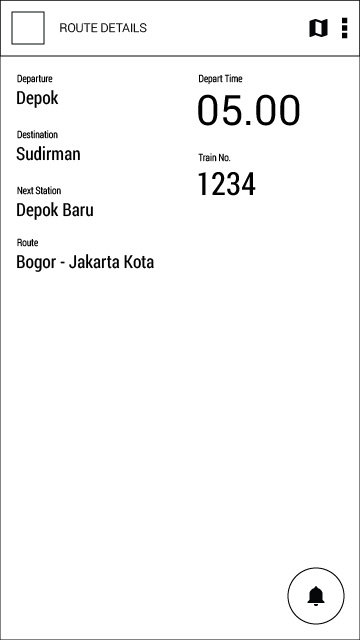 ROUTE DETAILS
Departure
Depok
Destination
Sudirman
Next Station
Depok Baru
Route
Bogor - Jakarta Kota
Depart Time
05.00
Train No.
1234